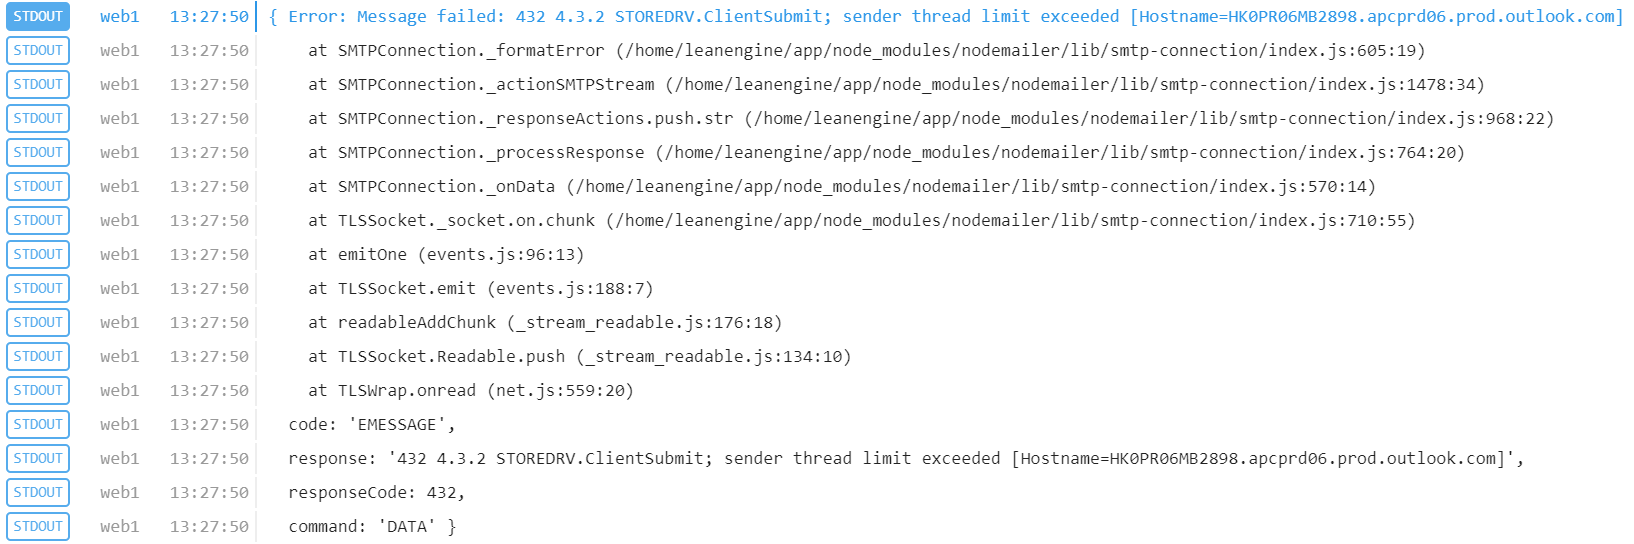 STDOUT web1 13:27:50 { Error: Message failed: 432 4.3.2 STOREDRV.ClientSubmit; sender thread limit exceeded [Hostname=HK0PR06MB2898.apcprd06.prod.outlook.com]
STDOUT web1 13:27:50 at SMTPConnection._formatError (/home/leanengine/app/node_modules/nodemailer/lib/smtp-connection/index.js:605:19)
STDOUT web1 13:27:50 at SMTPConnection._actionSMTPStream (/home/leanengine/app/node_modules/nodemailer/lib/smtp-connection/index.js:1478:34)
STDOUT web1 13:27:50 at SMTPConnection._responseActions.push.str (/home/leanengine/app/node_modules/nodemailer/lib/smtp-connection/index.js:968:22)
STDOUT web1 13:27:50 at SMTPConnection._processResponse (/home/leanengine/app/node_modules/nodemailer/lib/smtp-connection/index.js:764:20)
STDOUT web1 13:27:50 at SMTPConnection._onData (/home/leanengine/app/node_modules/nodemailer/lib/smtp-connection/index.js:570:14)
STDOUT web1 13:27:50 at TLSSocket._socket.on.chunk (/home/leanengine/app/node_modules/nodemailer/lib/smtp-connection/index.js:710:55)
STDOUT web1 13:27:50 at emitOne (events.js:96:13)
STDOUT web1 13:27:50 at TLSSocket.emit (events.js:188:7)
STDOUT web1 13:27:50 at readableAddChunk (_stream_readable.js:176:18)
STDOUT web1 13:27:50 at TLSSocket.Readable.push (_stream_readable.js:134:10)
STDOUT web1 13:27:50 at TLSWrap.onread (net.js:559:20)
STDOUT web1 13:27:50 code: 'EMESSAGE',
STDOUT web1 13:27:50 response: '432 4.3.2 STOREDRV.ClientSubmit; sender thread limit exceeded [Hostname=HK0PR06MB2898.apcprd06.prod.outlook.com]',
STDOUT web1 13:27:50 responseCode: 432,
STDOUT web1 13:27:50 command: 'DATA' }